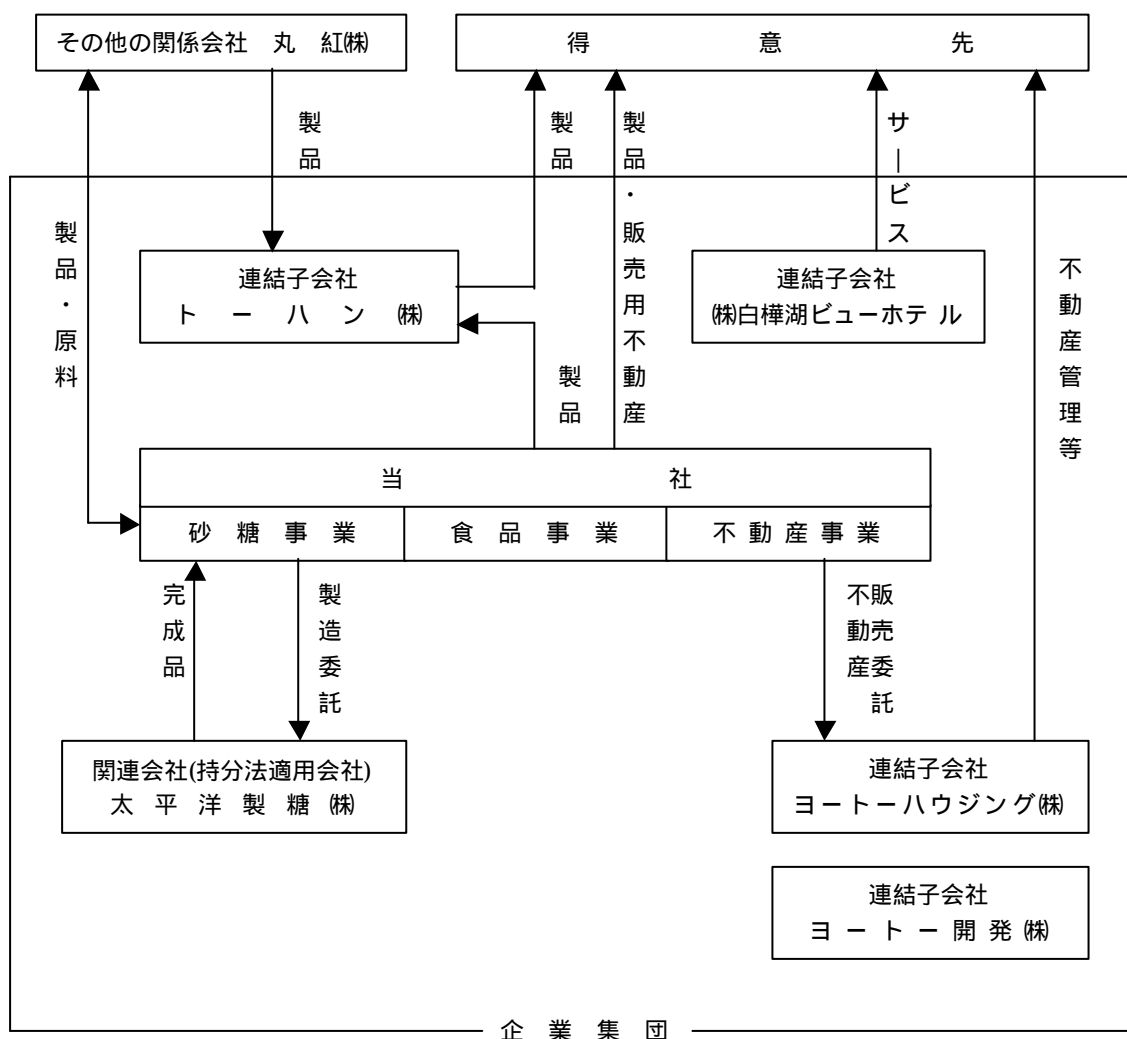 その他の関係会社 丸 紅㈱
得 意 先
製品
製品
製品・販売用不動産
サービス
製品・原料
不動産管理等
連結子会社
ト ー ハ ン ㈱
連結子会社
㈱白樺湖ビューホテル
製品
当 社
砂 糖 事 業
食 品 事 業
不 動 産 事 業
完成品
製造委託
不動産
販売委託
関連会社(持分法適用会社)
太 平 洋 製 糖 ㈱
連結子会社
ヨートーハウジング㈱
連結子会社
ヨ ー ト ー 開 発 ㈱
企 業 集 団